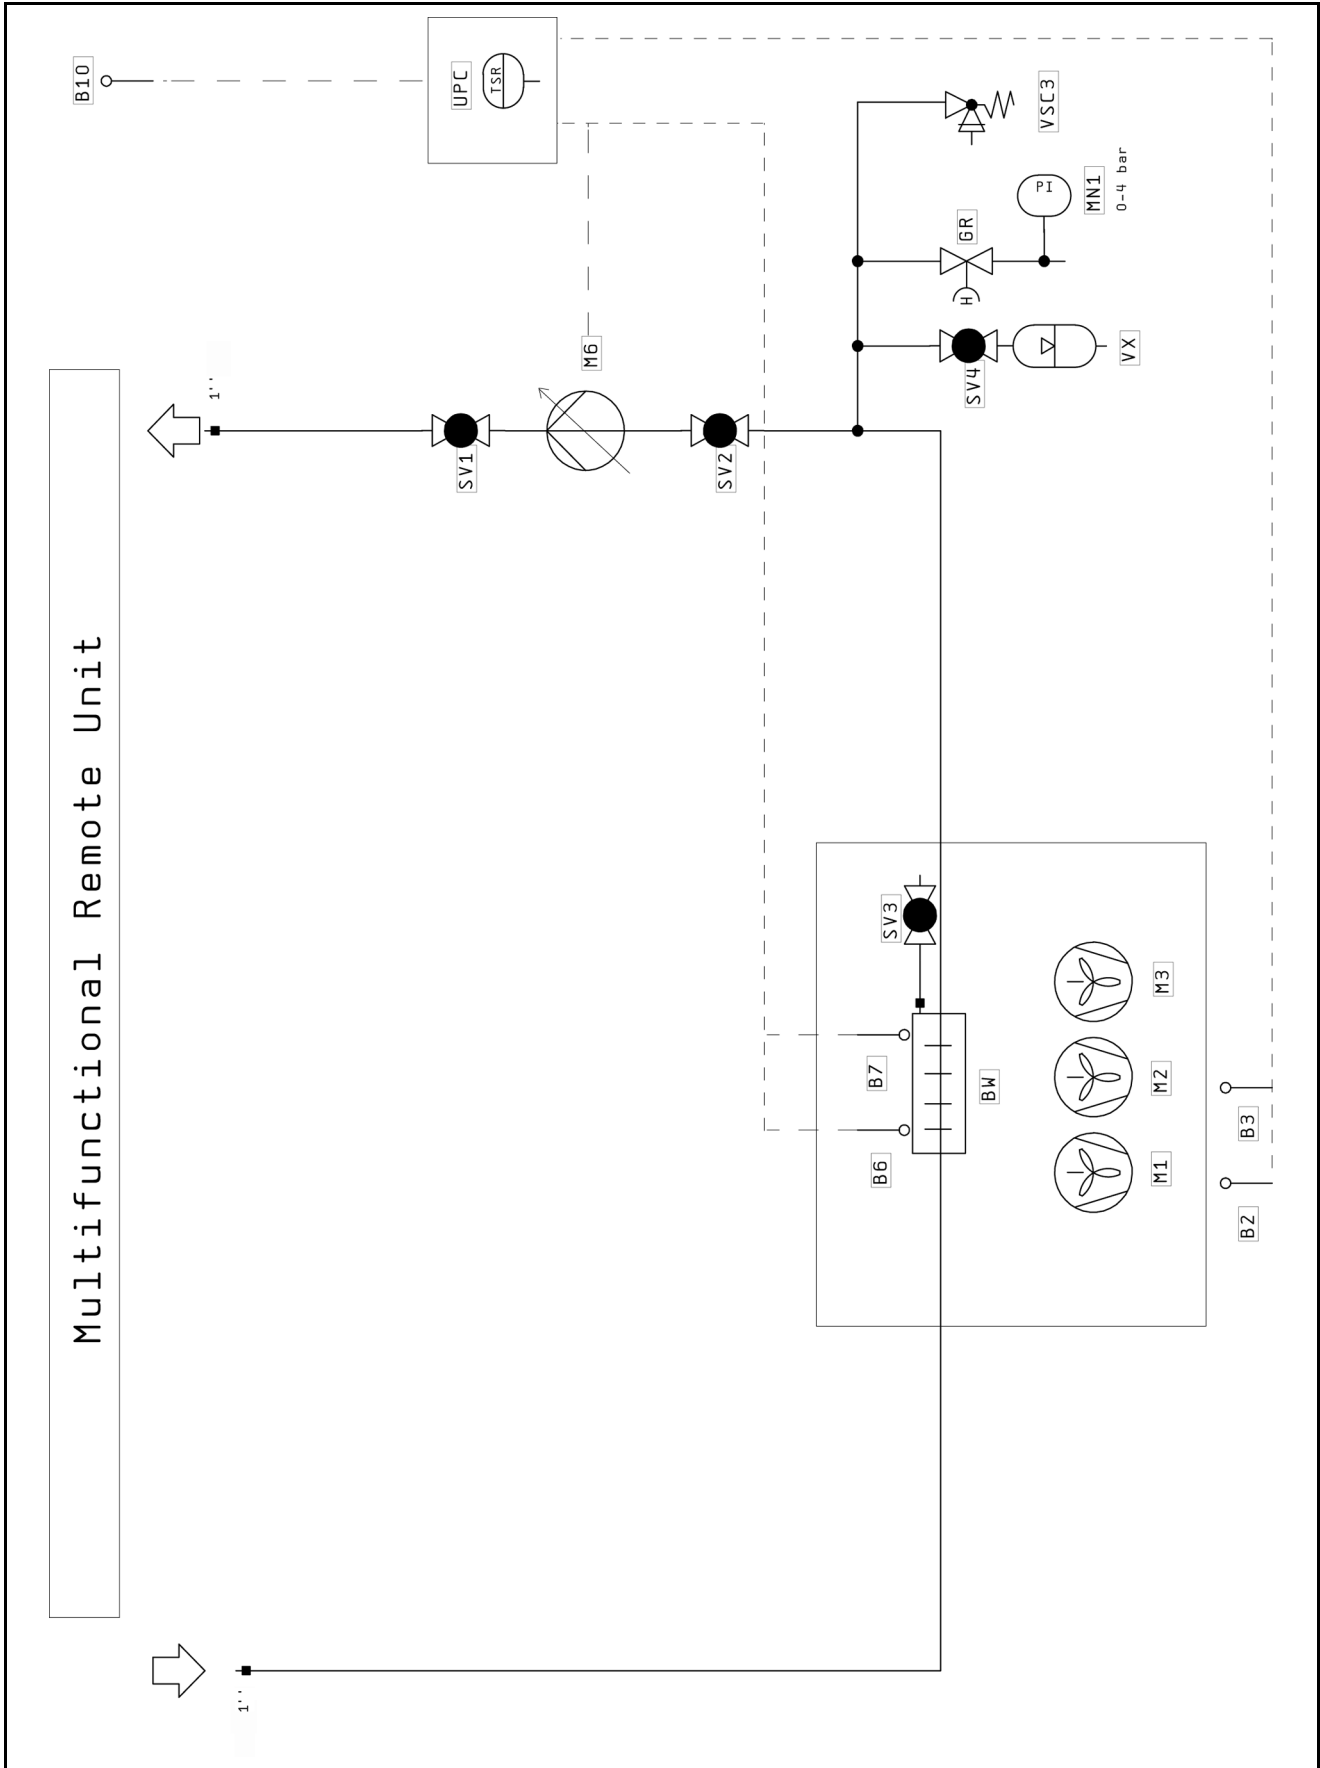 Multifunctional Remote Unit
B10
UPC
TSR
1''
M6
SV1
SV2
VSC3
PI
MN1
0-4 bar
GR
H
SV4
VX
SV3
B7
B6
BW
M3
M2
M1
B3
B2
1''